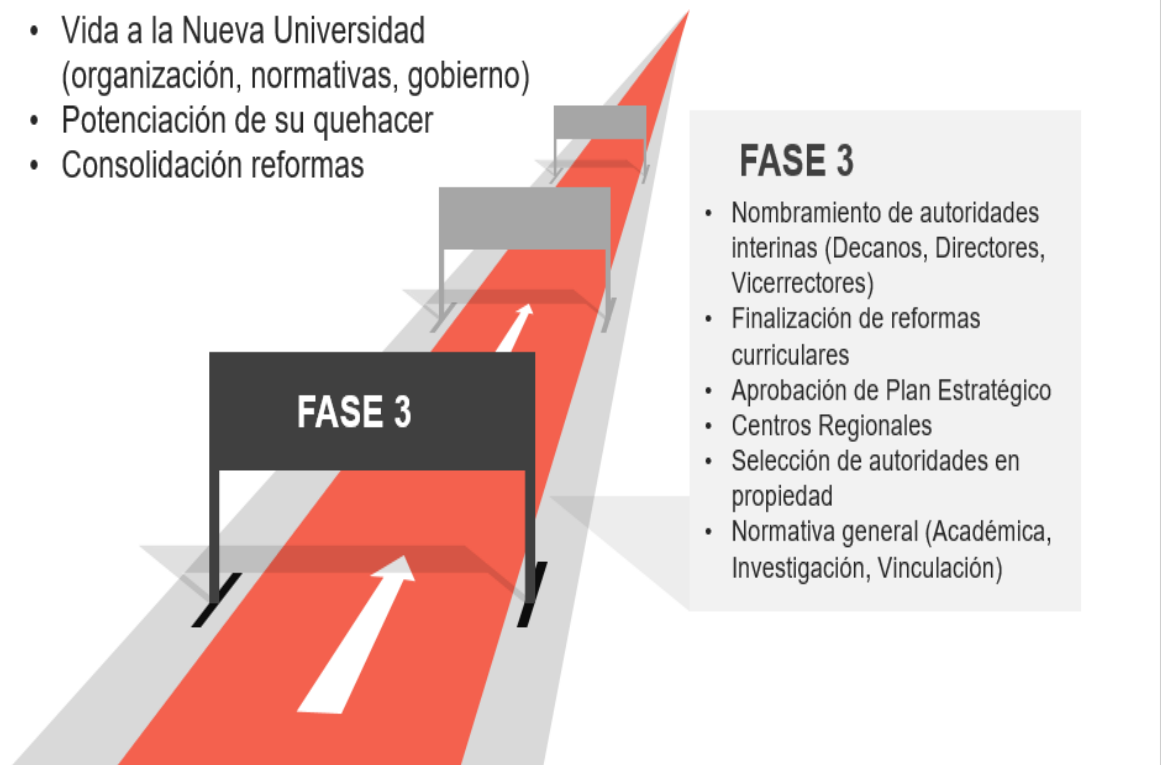 • Vida a la Nueva Universidad
(organización, normativas, gobierno)
• Potenciación de su quehacer
• Consolidación reformas
FASE 3
FASE 3
• Nombramiento de autoridades
interinas (Decanos, Directores,
Vicerrectores)
• Finalización de reformas
curriculares
• Aprobación de Plan Estratégico
• Centros Regionales
• Selección de autoridades en
propiedad
• Normativa general (Académica,
Investigación, Vinculación)